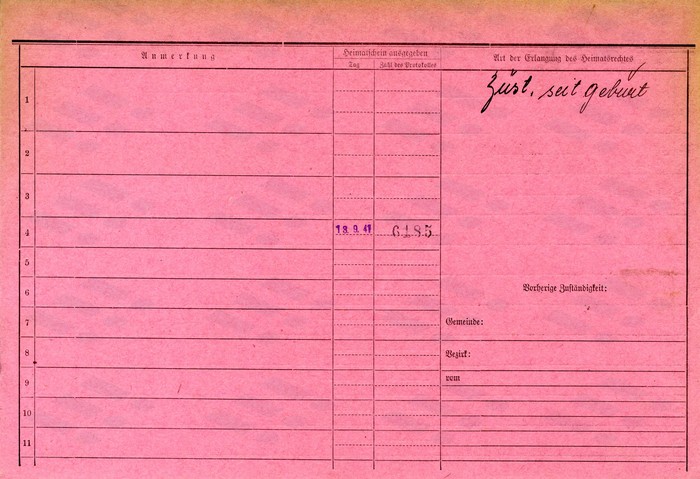 Anmerkung
Heimatschein ausgegeben
Tag
Zahl des Protokolles
Art der Erlangung des Heimatrechtes
zust. seit geburt
1
2
3
4
18. 9. 41
6185
5
6
Vorherige Zuständigkeit:
7
Gemeinde:
8
Bezirk:
9
vom
10
11